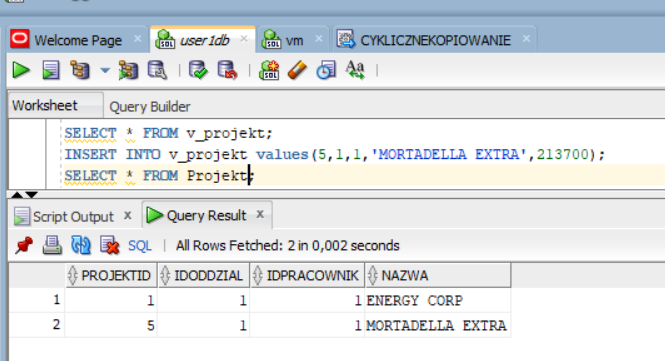 Welcome Page × user1db × vm × CYKLICZNEKOPIOWANIE ×
Worksheet Query Builder
SELECT * FROM v_projekt;
INSERT INTO v_projekt values(5,1,1,'MORTADELLA EXTRA',213700);
SELECT * FROM Projekt;
Script Output × Query Result ×
SQL | All Rows Fetched: 2 in 0,002 seconds
PROJEKTID IDODDZIAL IDPRACOWNIK NAZWA
1 1 1 1 ENERGY CORP
2 5 1 1 MORTADELLA EXTRA